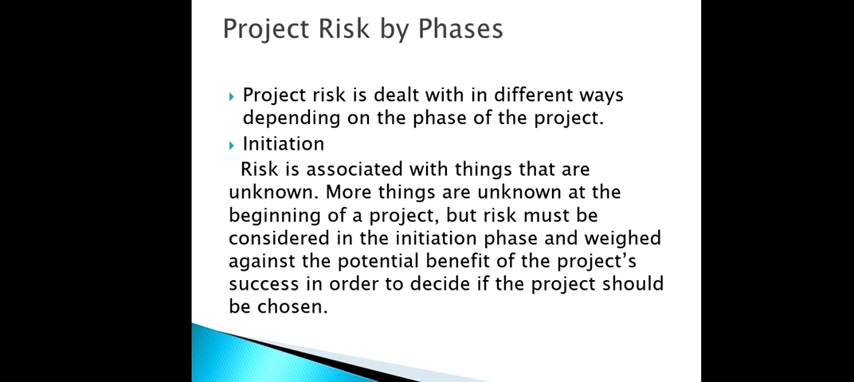 Project Risk by Phases
Project risk is dealt with in different ways
depending on the phase of the project.
Initiation
Risk is associated with things that are
unknown. More things are unknown at the
beginning of a project, but risk must be
considered in the initiation phase and weighed
against the potential benefit of the project's
success in order to decide if the project should
be chosen.